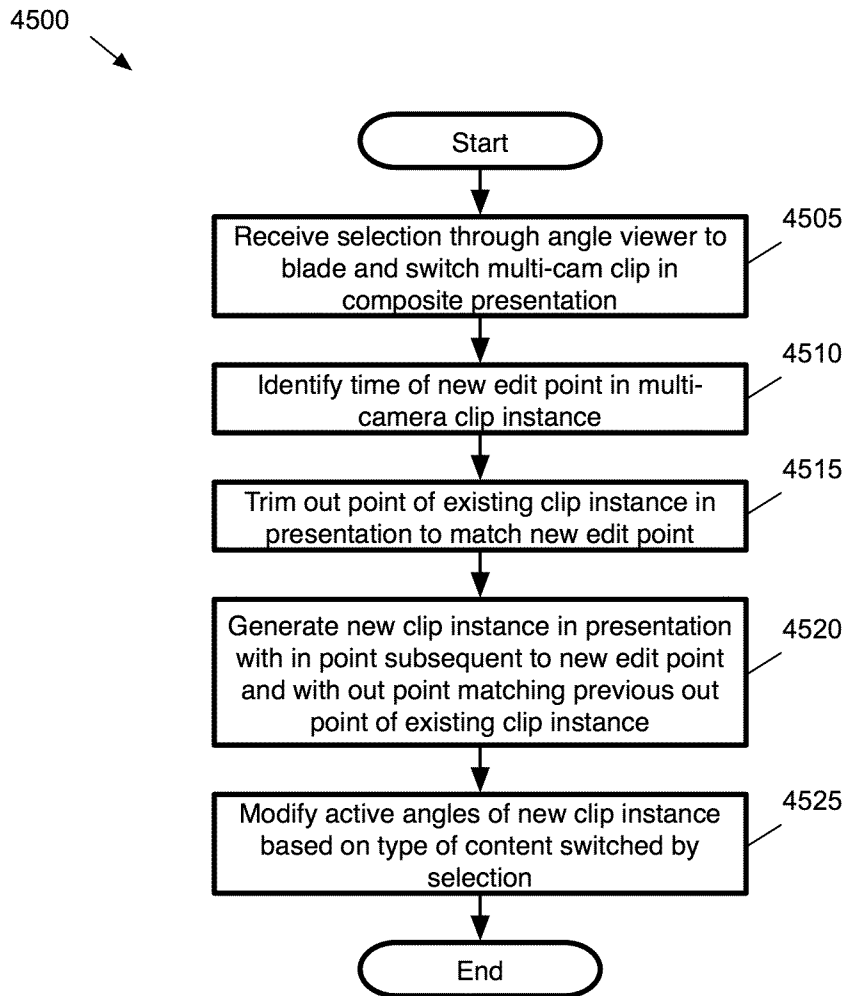 4500
Start
4505
Receive selection through angle viewer to
blade and switch multi-cam clip in
composite presentation
4510
Identify time of new edit point in multi-
camera clip instance
4515
Trim out point of existing clip instance in
presentation to match new edit point
4520
Generate new clip instance in presentation
with in point subsequent to new edit point
and with out point matching previous out
point of existing clip instance
4525
Modify active angles of new clip instance
based on type of content switched by
selection
End